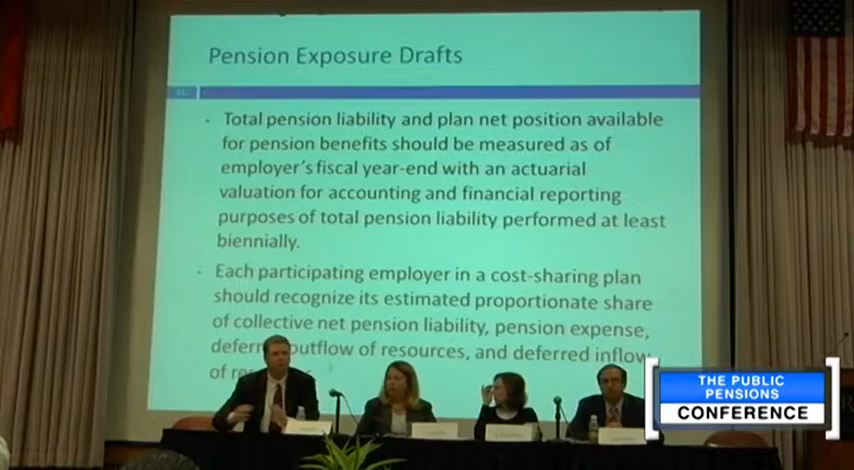 Pension Exposure Drafts
Total pension liability and plan net position available
for pension benefits should be measured as of
employer's fiscal year-end with an actuarial
valuation for accounting and financial reporting
purposes of total pension liability performed at least
biennially.
Each participating employer in a cost-sharing plan
should recognize its estimated proportionate share
of collective net pension liability, pension expense,
outflow of resources, and deferred inflow
of
THE PUBLIC
PENSIONS
CONFERENCE